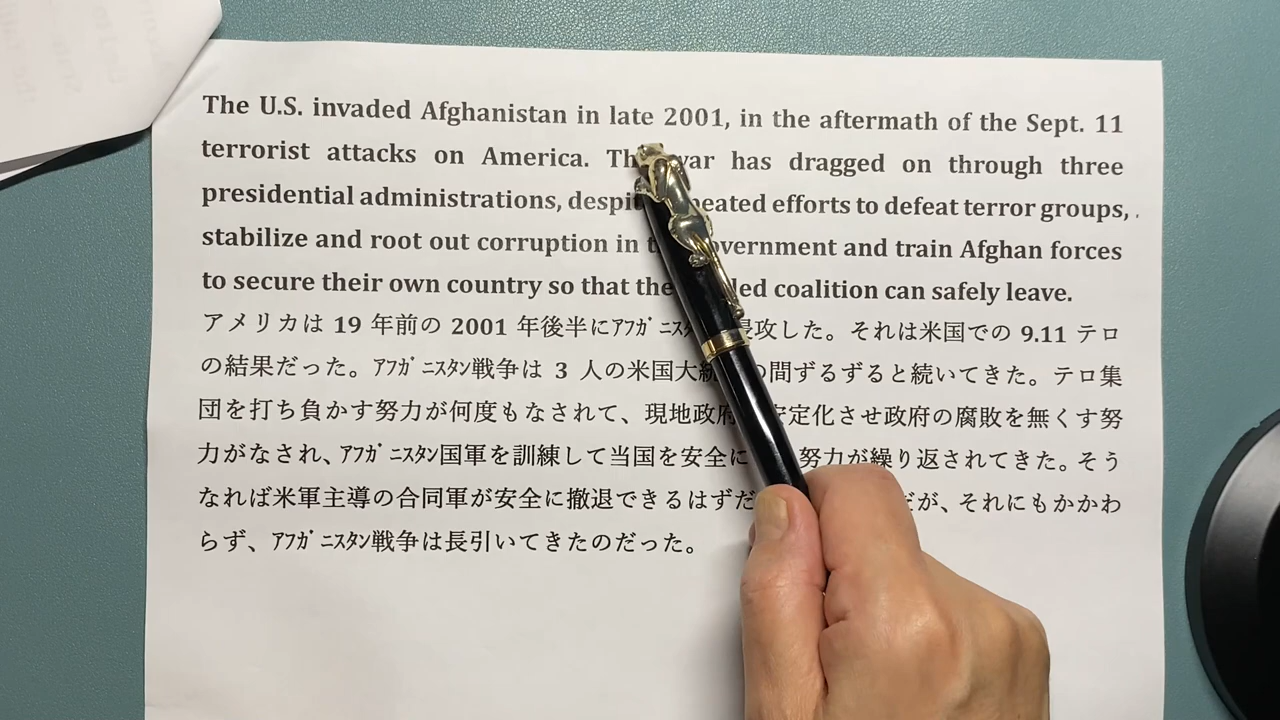 The U.S. invaded Afghanistan in late 2001, in the aftermath of the Sept. 11
terrorist attacks on America. The war has dragged on through three
presidential administrations, despite repeated efforts to defeat terror groups,
stabilize and root out corruption in the government and train Afghan forces
to secure their own country so that the led coalition can safely leave.
アメリカは 19 年前の 2001 年後半にｱﾌｶﾞﾆｽ 侵攻した。それは米国での 9.11 テロ
の結果だった。ｱﾌｶﾞﾆｽﾀﾝ戦争は 3 人の米国大統 の間ずるずると続いてきた。テロ集
団を打ち負かす努力が何度もなされて、現地政府 安定化させ政府の腐敗を無くす努
力がなされ、ｱﾌｶﾞﾆｽﾀﾝ国軍を訓練して当国を安全に 努力が繰り返されてきた。そう
なれば米軍主導の合同軍が安全に撤退できるはずだ だが、それにもかかわ
らず、ｱﾌｶﾞﾆｽﾀﾝ戦争は長引いてきたのだった。